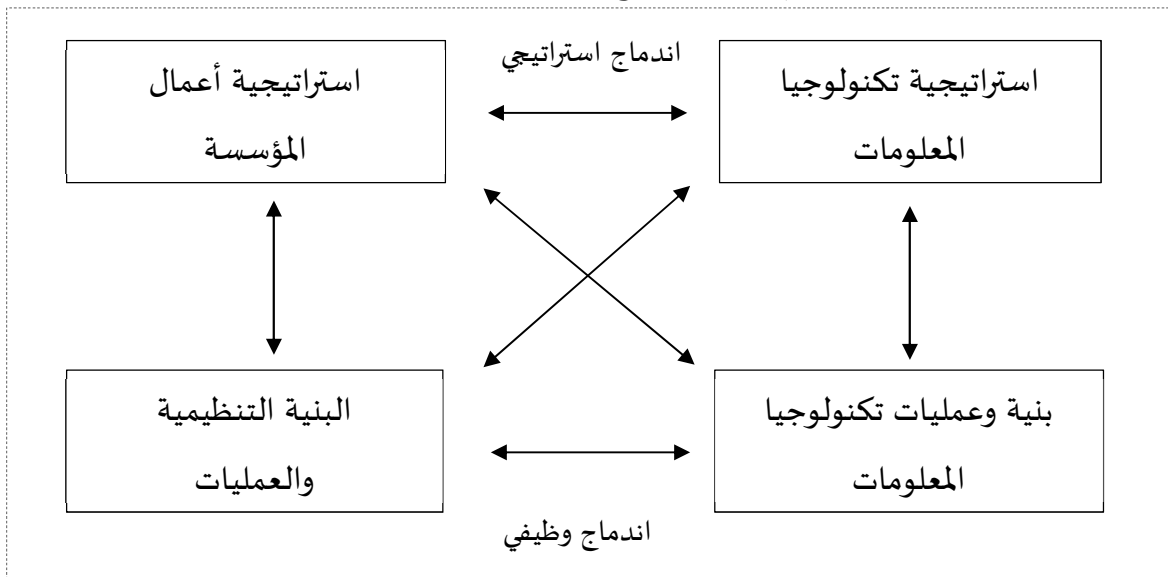 اندماج استراتيجي
استراتيجية تكنولوجيا
المعلومات
استراتيجية أعمال
المؤسسة
بنية وعمليات تكنولوجيا
المعلومات
البنية التنظيمية
والعمليات
اندماج وظيفي